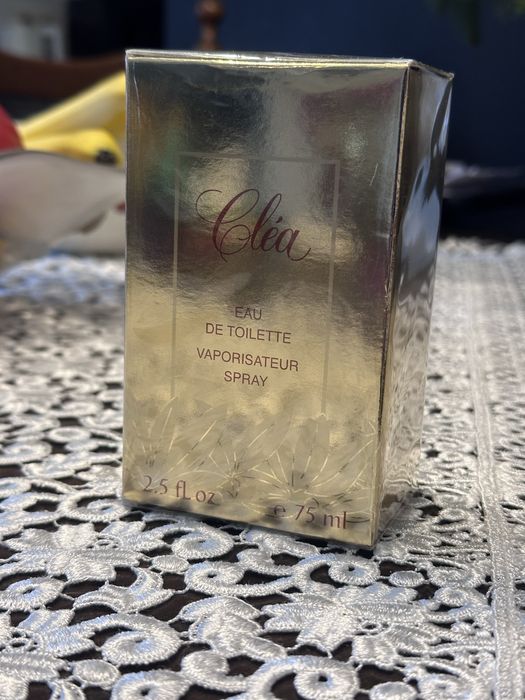 Cléa
EAU
DE TOILETTE
VAPORISATEUR
SPRAY
2.5 fl. oz e 75 ml